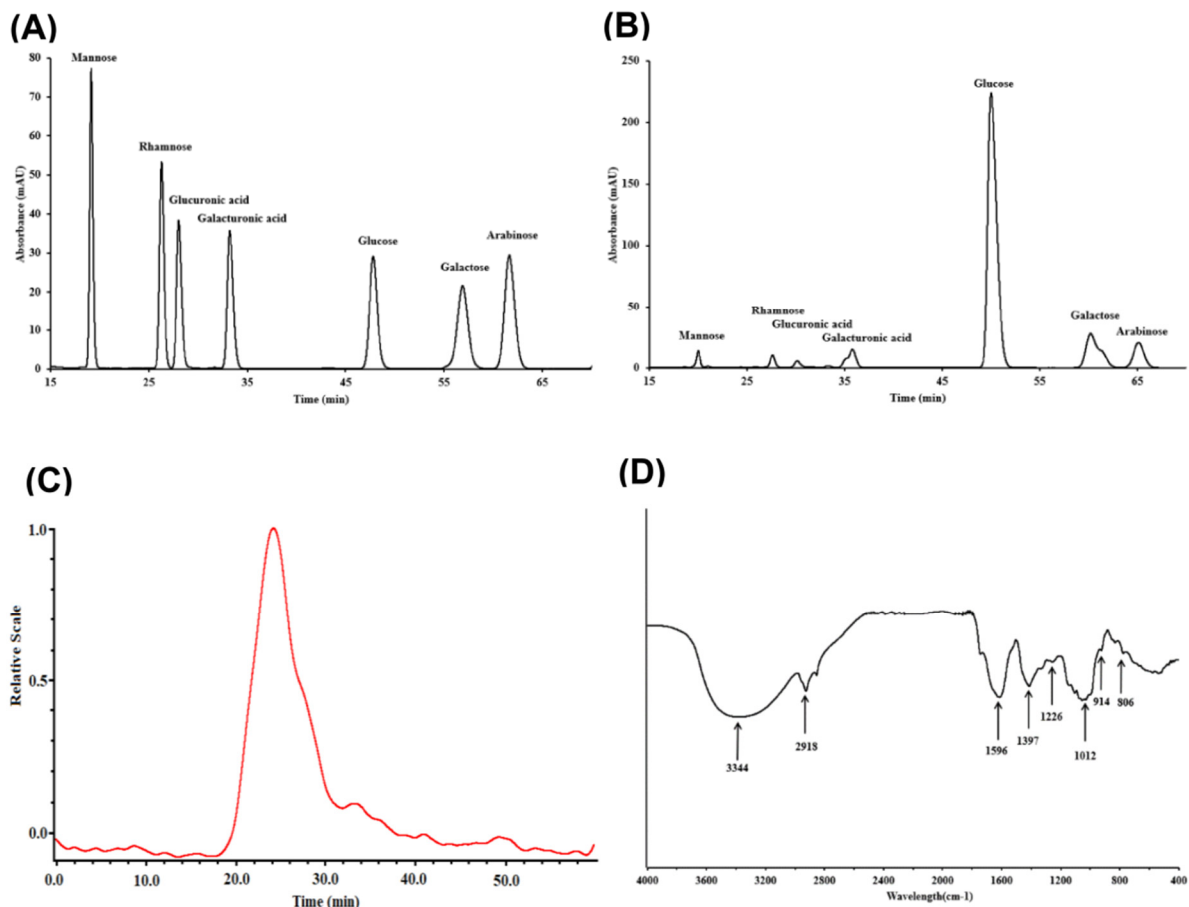 (A)
80
70
60
50
40
30
20
10
0
Absorbance (mAU)
Mannose
Rhamnose
Glucuronic acid
Galacturonic acid
Glucose
Galactose
Arabinose
15 25 35 45 55 65
Time (min)
(B)
250
200
150
100
50
0
Absorbance (mAU)
Mannose
Rhamnose
Glucuronic acid
Galacturonic acid
Glucose
Galactose
Arabinose
15 25 35 45 55 65
Time (min)
(C)
1.0
0.5
0.0
Relative Scale
0.0 10.0 20.0 30.0 40.0 50.0
Time (min)
(D)
3344
2918
1596
1397
1226
1012
914
806
4000 3600 2800 2400 1600 1400 800 400
Wavelength(cm-1)